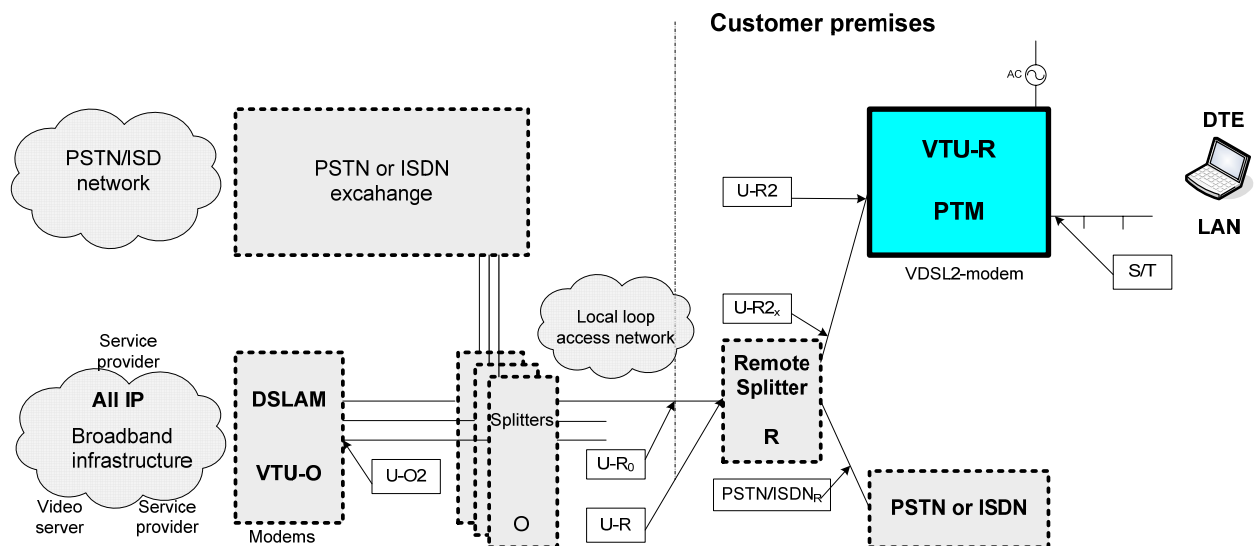 Customer premises
AC
PSTN/ISD
network
PSTN or ISDN
excahange
VTU-R
PTM
DTE
LAN
U-R2
VDSL2-modem
S/T
Local loop
access network
U-R2x
Service
provider
All IP
Broadband
infrastructure
Video
server
Service
provider
DSLAM
VTU-O
Modems
U-O2
Splitters
O
U-R0
U-R
Remote
Splitter
R
PSTN/ISDNR
PSTN or ISDN